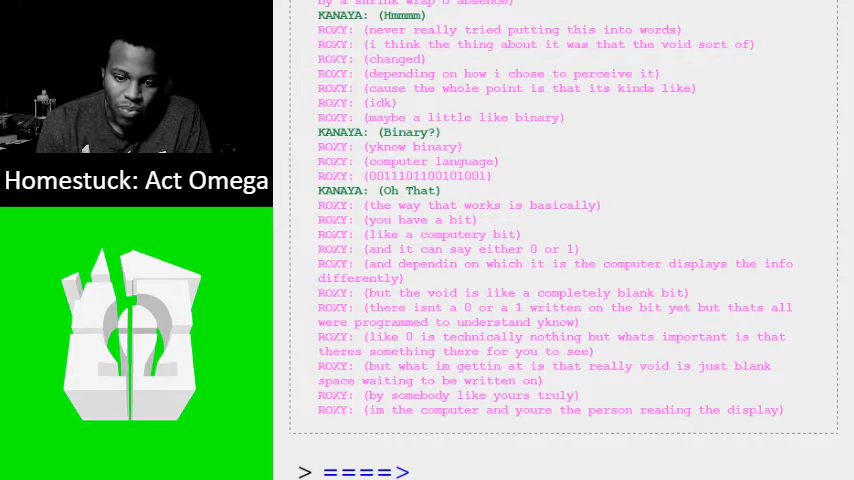 by a shrink wrap o absence)
KANAYA: (Hmmmm)
ROXY: (never really tried putting this into words)
ROXY: (i think the thing about it was that the void sort of)
ROXY: (changed)
ROXY: (depending on how i chose to perceive it)
ROXY: (cause the whole point is that its kinda like)
ROXY: (idk)
ROXY: (maybe a little like binary)
KANAYA: (Binary?)
ROXY: (yknow binary)
ROXY: (computer language)
ROXY: (0011101100101001)
KANAYA: (Oh That)
ROXY: (the way that works is basically)
ROXY: (you have a bit)
ROXY: (like a computery bit)
ROXY: (and it can say either 0 or 1)
ROXY: (and dependin on which it is the computer displays the info
differently)
ROXY: (but the void is like a completely blank bit)
ROXY: (there isnt a 0 or a 1 written on the bit yet but thats all
were programmed to understand yknow)
ROXY: (like 0 is technically nothing but whats important is that
theres something there for you to see)
ROXY: (but what im gettin at is that really void is just blank
space waiting to be written on)
ROXY: (by somebody like yours truly)
ROXY: (im the computer and youre the person reading the display)
> ====>
Homestuck: Act Omega